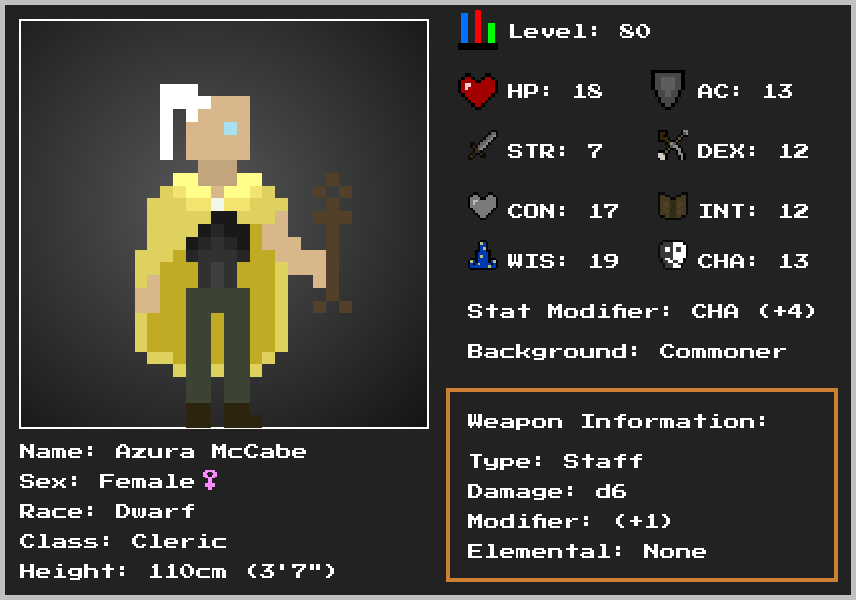 Level: 80
HP: 18
AC: 13
STR: 7
DEX: 12
CON: 17
INT: 12
WIS: 19
CHA: 13
Stat Modifier: CHA (+4)
Background: Commoner
Name: Azura McCabe
Sex: Female♀
Race: Dwarf
Class: Cleric
Height: 110cm (3'7")
Weapon Information:
Type: Staff
Damage: d6
Modifier: (+1)
Elemental: None